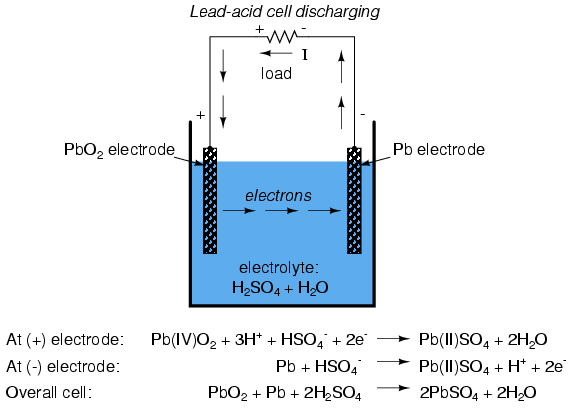 Lead-acid cell discharging
+ -
I
load
+ -
PbO₂ electrode Pb electrode
electrons
electrolyte:
H₂SO₄ + H₂O
At (+) electrode: Pb(IV)O₂ + 3H⁺ + HSO₄⁻ + 2e⁻ → Pb(II)SO₄ + 2H₂O
At (-) electrode: Pb + HSO₄⁻ → Pb(II)SO₄ + H⁺ + 2e⁻
Overall cell: PbO₂ + Pb + 2H₂SO₄ → 2PbSO₄ + 2H₂O